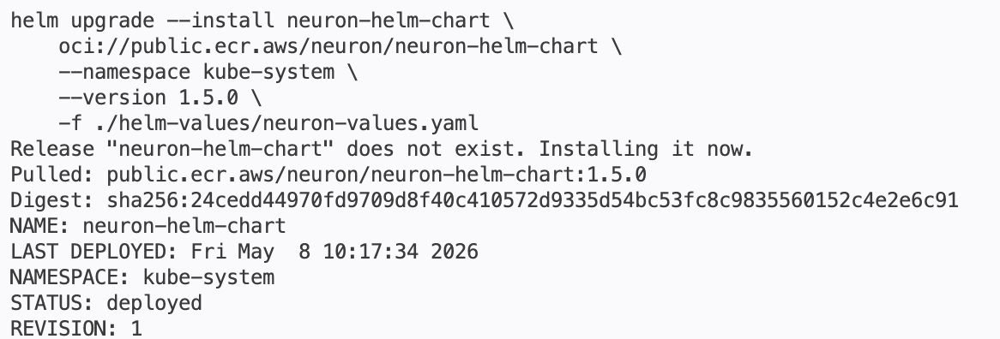 helm upgrade --install neuron-helm-chart \
    oci://public.ecr.aws/neuron/neuron-helm-chart \
    --namespace kube-system \
    --version 1.5.0 \
    -f ./helm-values/neuron-values.yaml
Release "neuron-helm-chart" does not exist. Installing it now.
Pulled: public.ecr.aws/neuron/neuron-helm-chart:1.5.0
Digest: sha256:24cedd44970fd9709d8f40c410572d9335d54bc53fc8c9835560152c4e2e6c91
NAME: neuron-helm-chart
LAST DEPLOYED: Fri May  8 10:17:34 2026
NAMESPACE: kube-system
STATUS: deployed
REVISION: 1